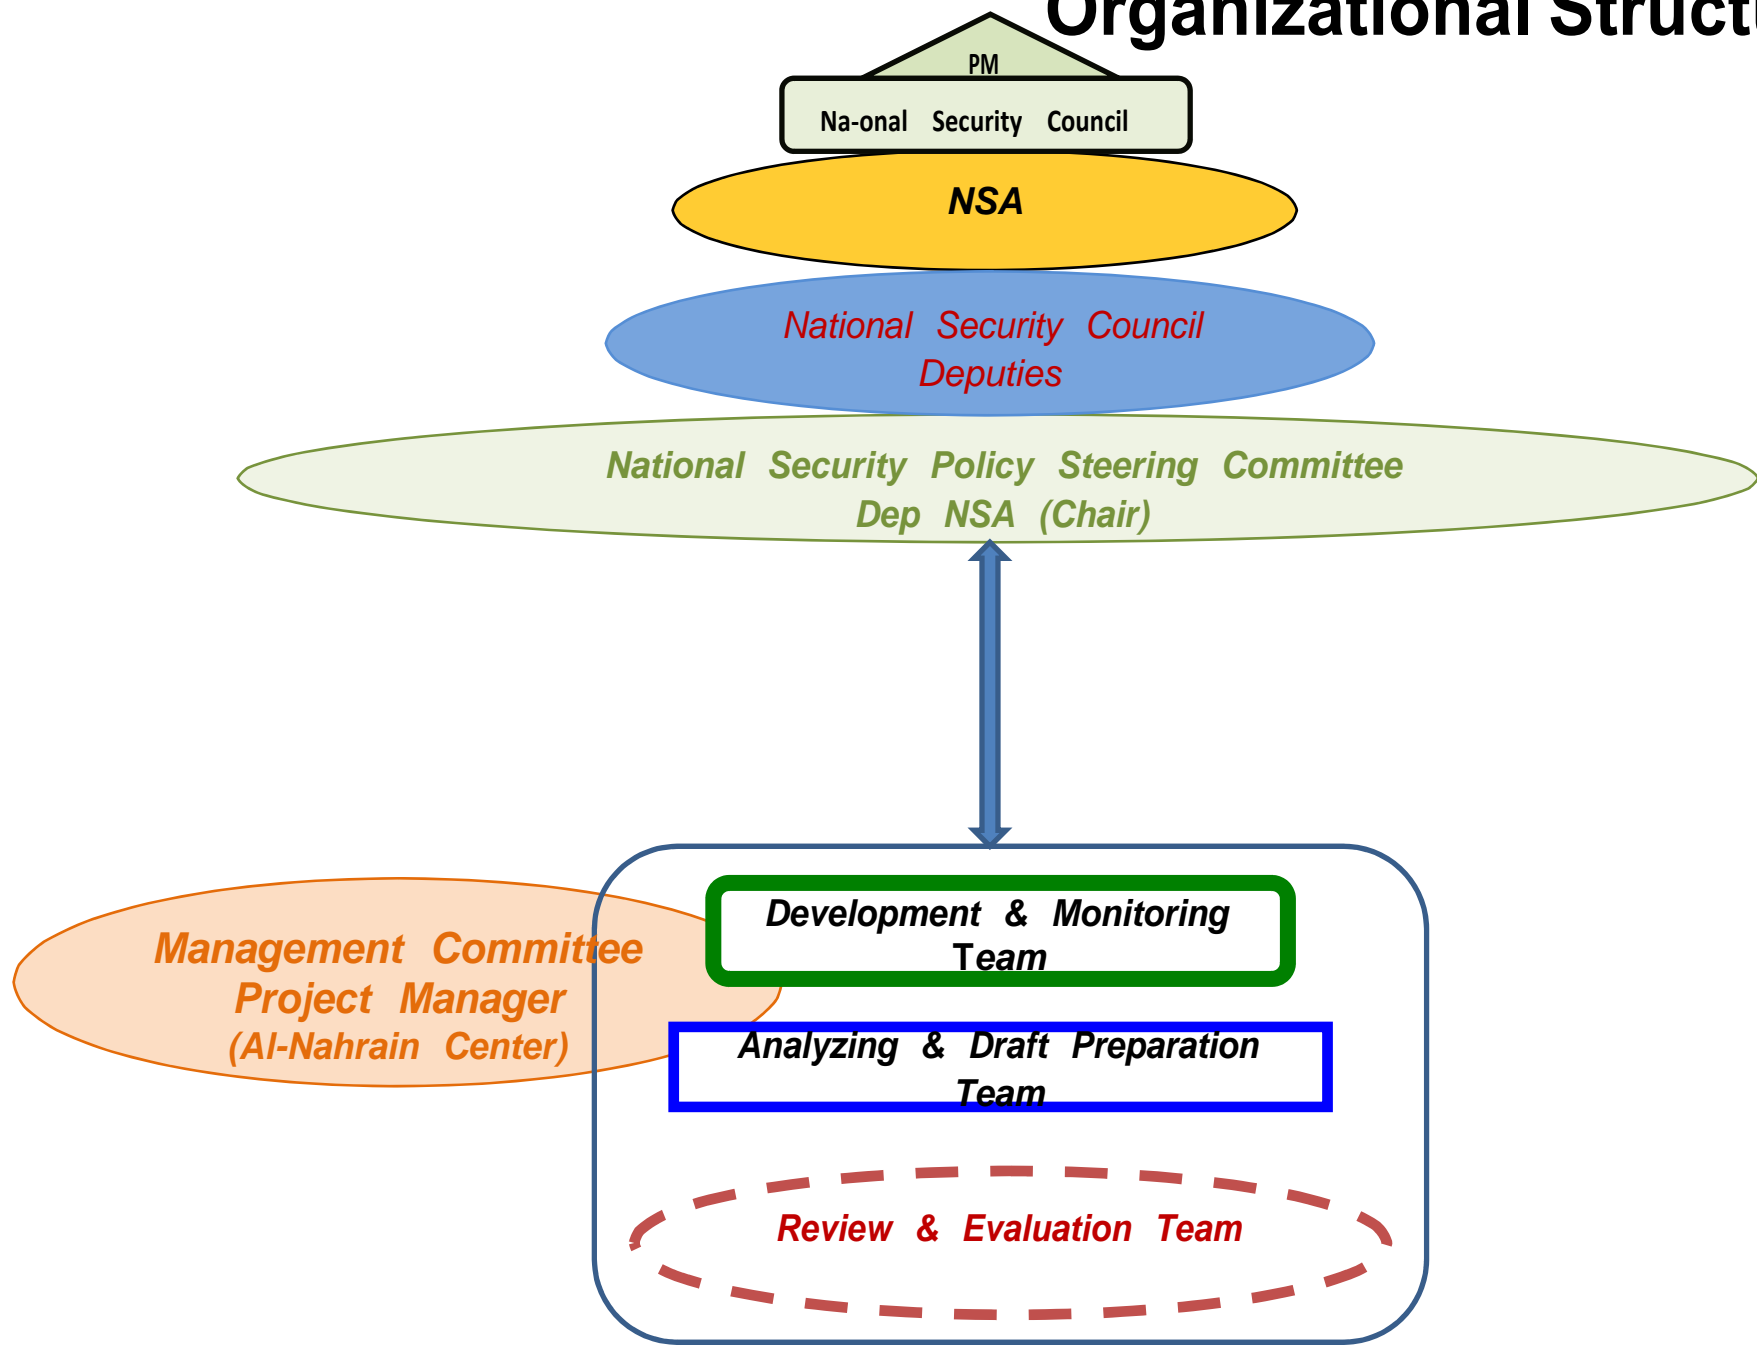 Organizational Struct
PM
Na-onal Security Council
NSA
National Security Council
Deputies
National Security Policy Steering Committee
Dep NSA (Chair)
Development & Monitoring
Team
Management Committee
Project Manager
(Al-Nahrain Center)
Analyzing & Draft Preparation
Team
Review & Evaluation Team